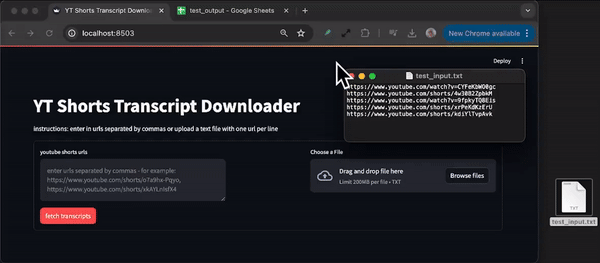 YT Shorts Transcript Downloader
test_output - Google Sheets
localhost:8503
New Chrome available
Deploy
test_input.txt
https://www.youtube.com/watch?v=CYFeKbWO0gc
https://www.youtube.com/shorts/4w3082ZpbkM
https://www.youtube.com/watch?v=9fpkyTQBEis
https://www.youtube.com/shorts/xrPeKdKzErU
https://www.youtube.com/shorts/kdiYlTvpAvk
YT Shorts Transcript Downloader
instructions: enter in urls separated by commas or upload a text file with one url per line
youtube shorts urls
enter urls separated by commas - for example:
https://www.youtube.com/shorts/o7a9hx-Pqyo,
https://www.youtube.com/shorts/xkAYLnIsfX4
fetch transcripts
Choose a File
Drag and drop file here
Limit 200MB per file • TXT
Browse files
TXT
test_input.txt